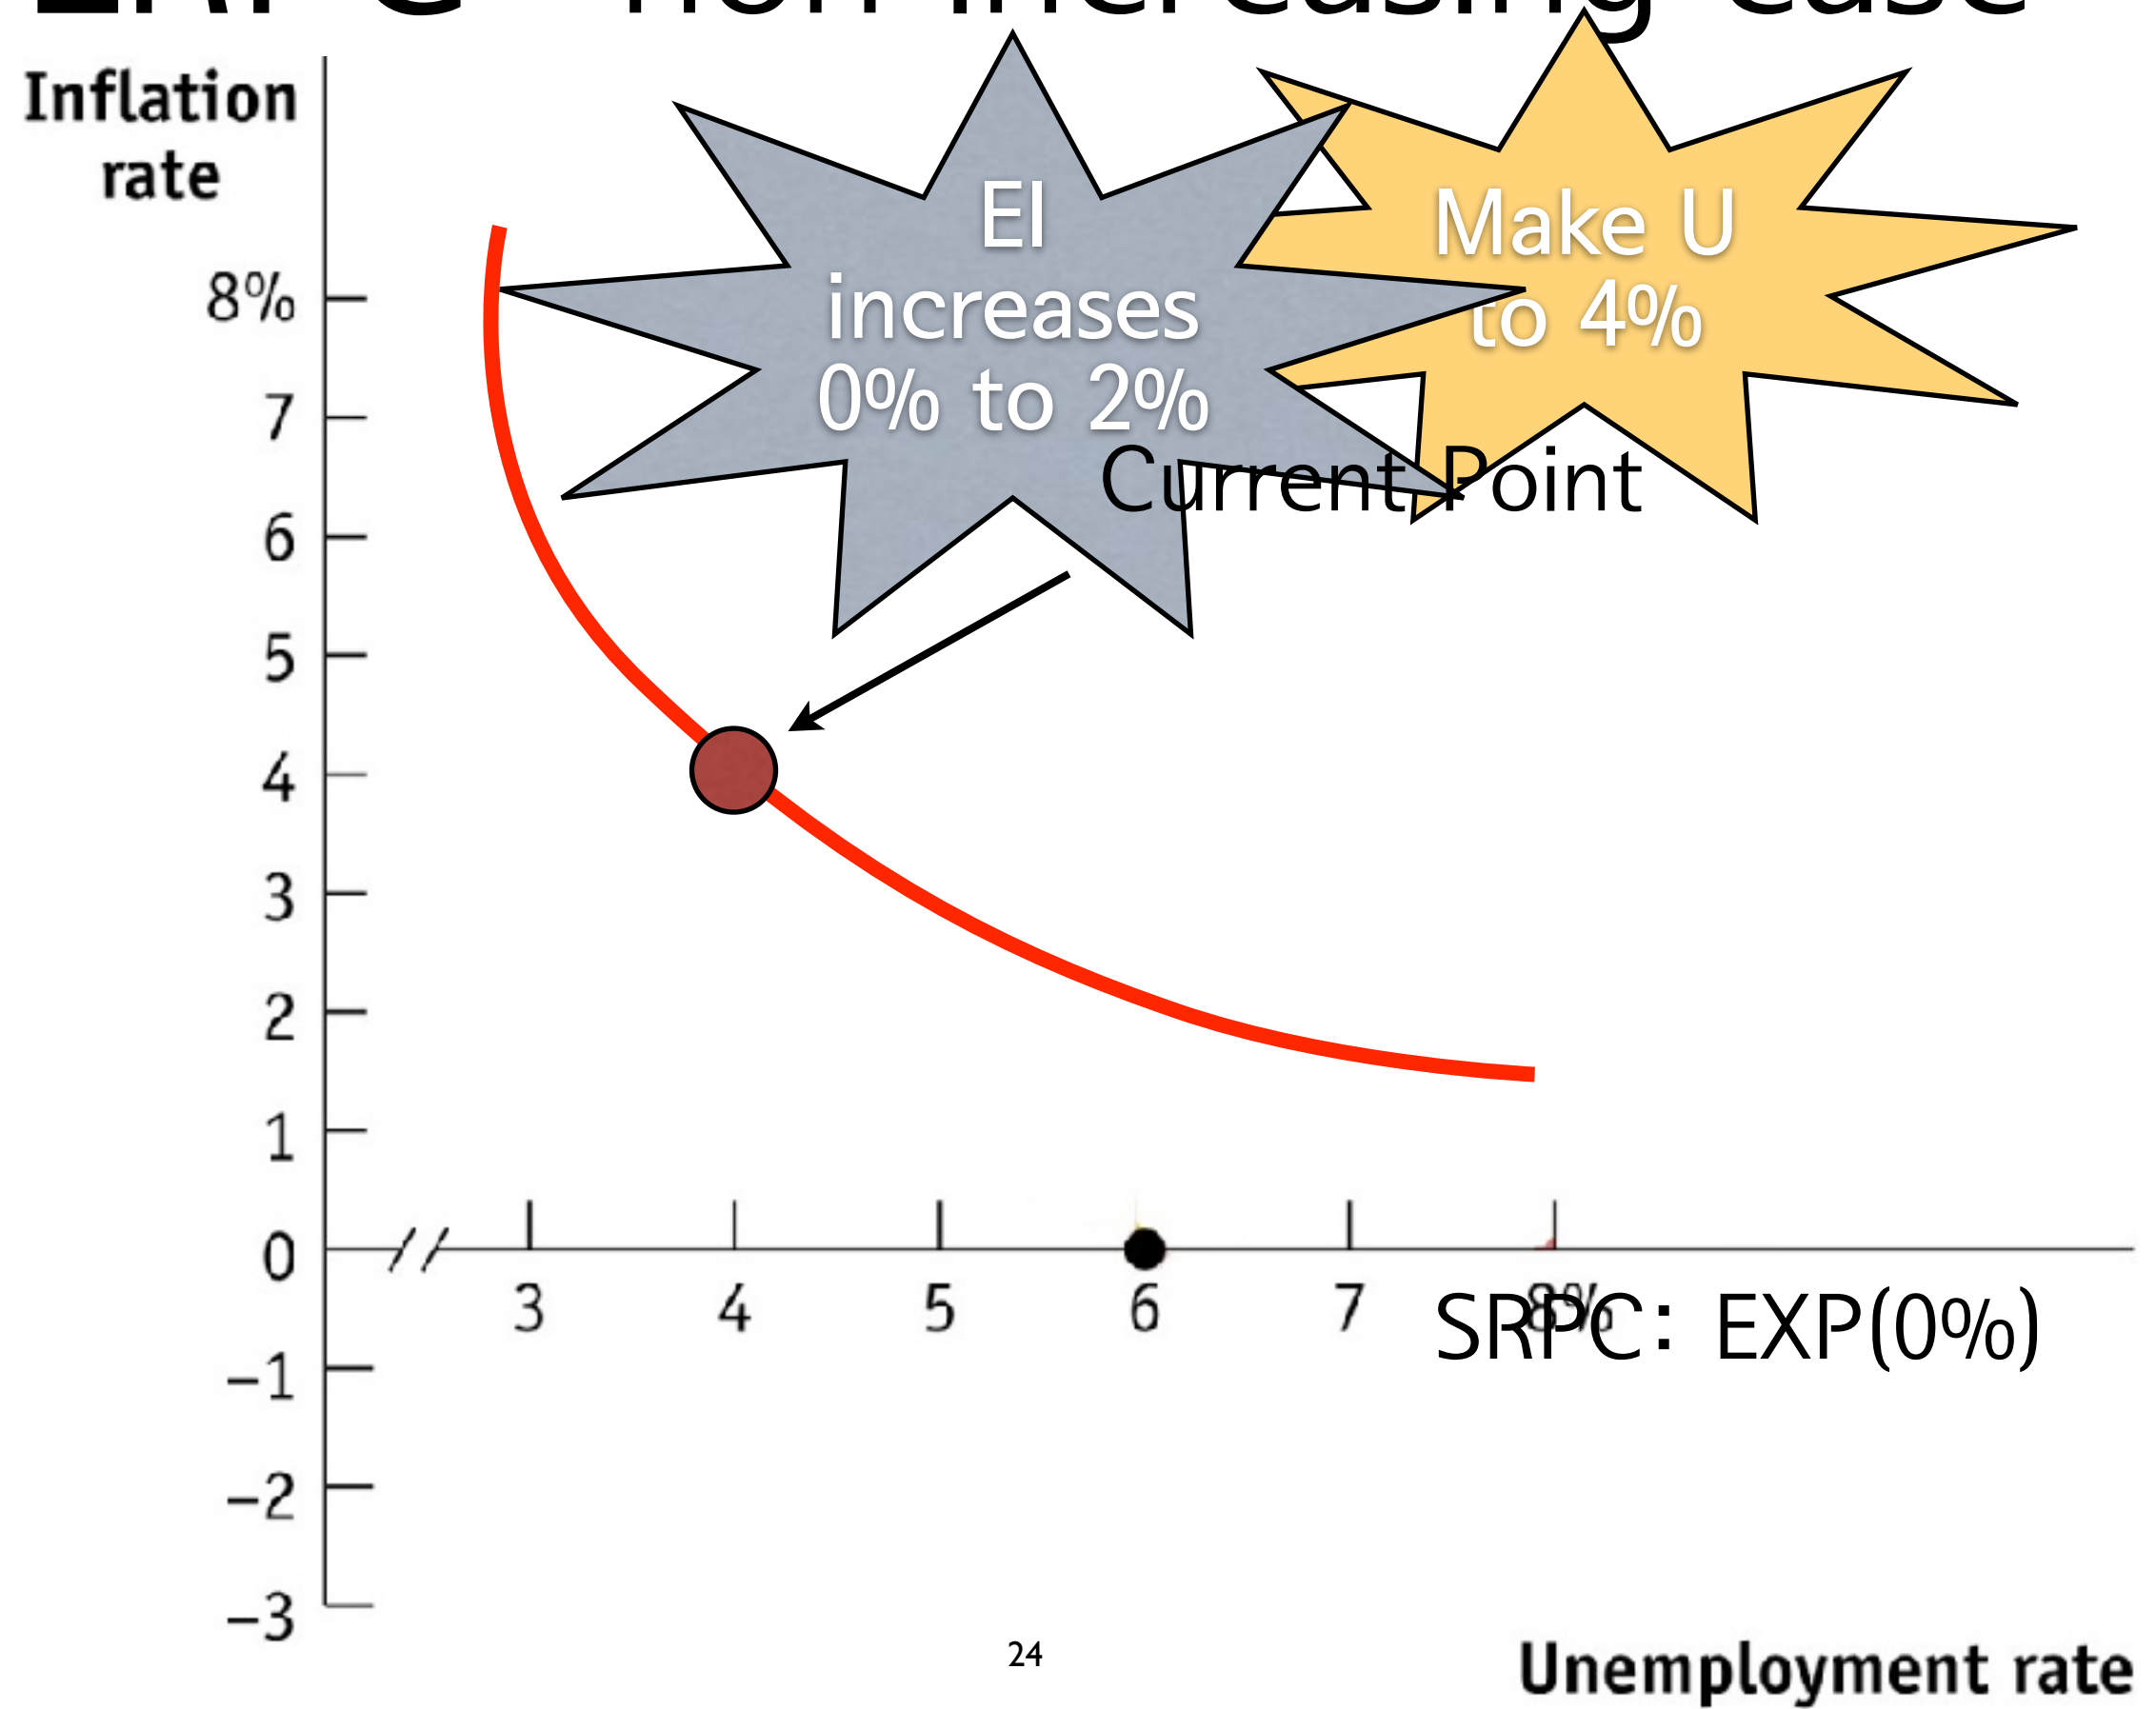 Inflation
rate
EI
increases
0% to 2%
Make U
to 4%
Current Point
8%
7
6
5
4
3
2
1
0
3
4
5
6
7
8%
SRPC: EXP(0%)
-1
-2
-3
24
Unemployment rate